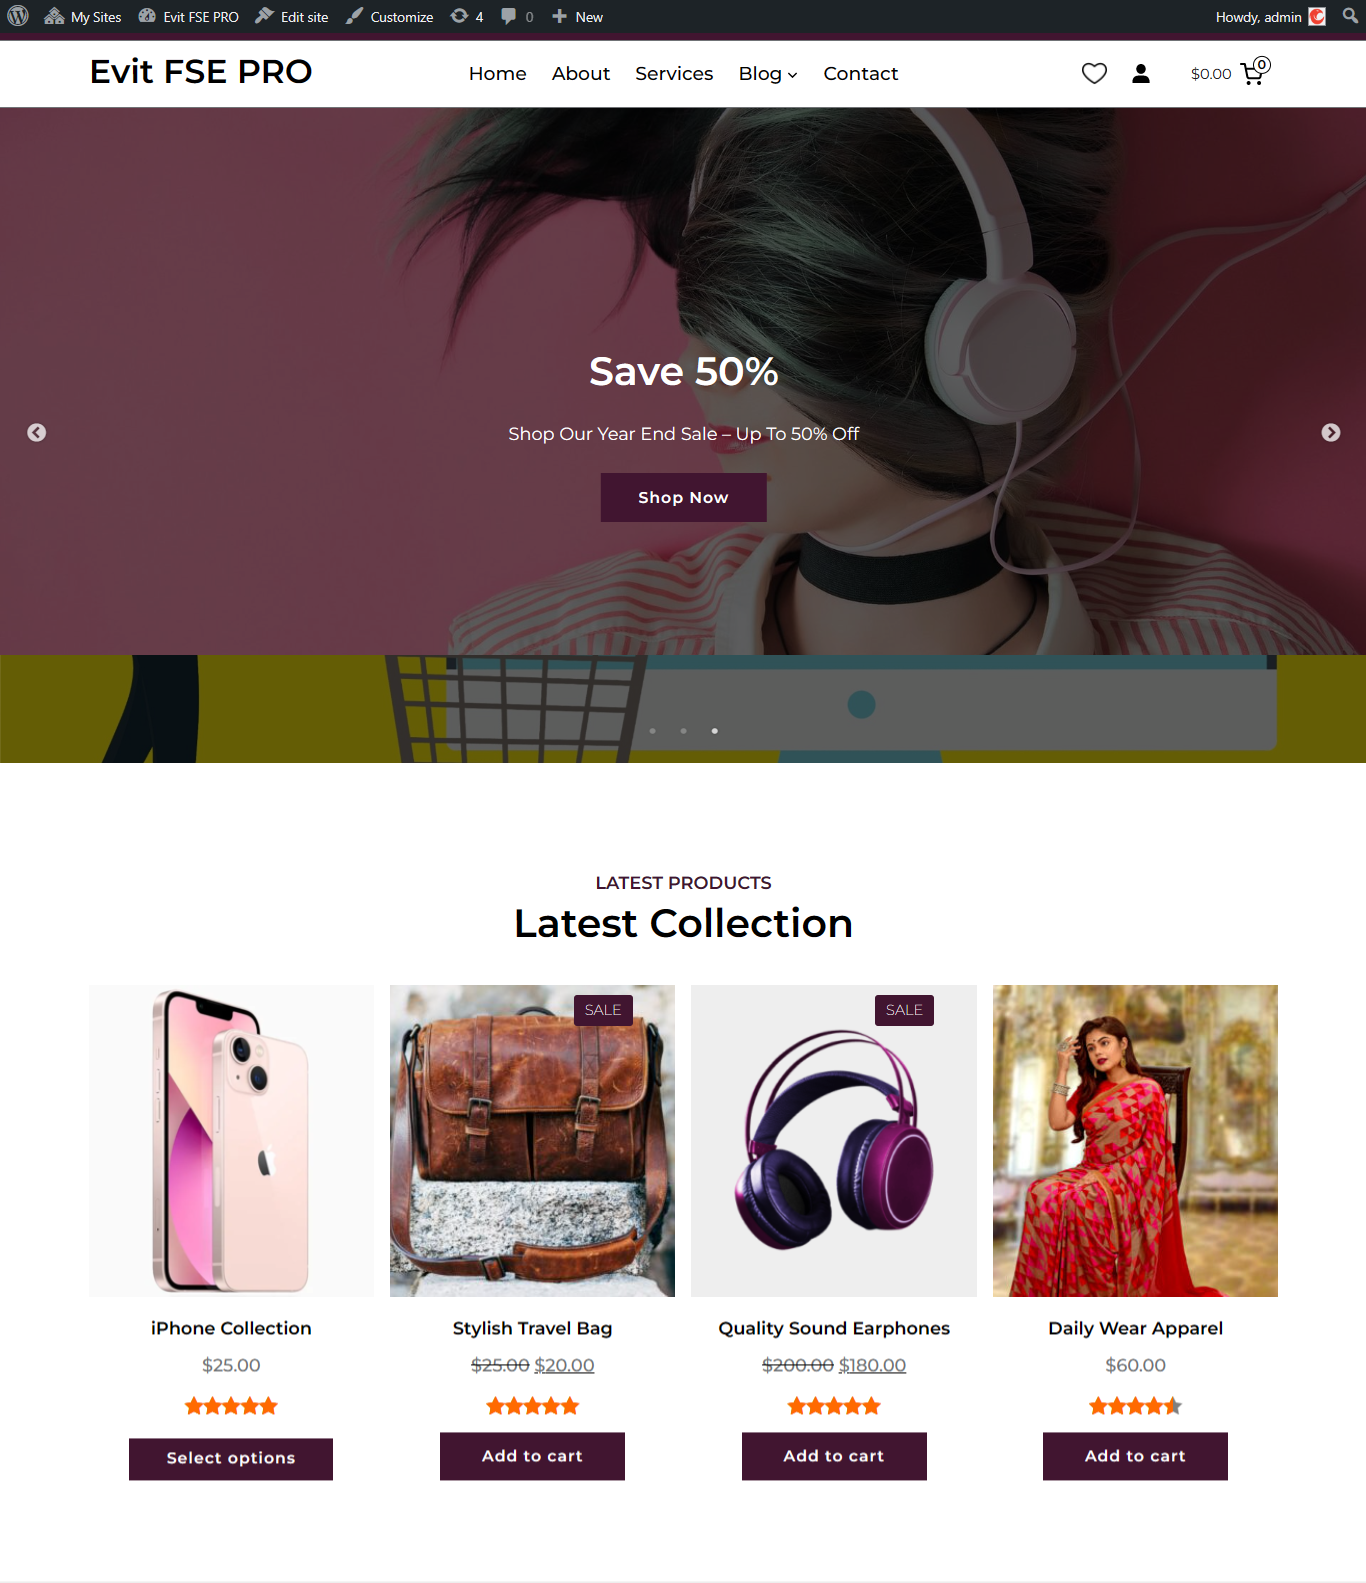 My Sites Evit FSE PRO Edit site Customize 4 0 New Howdy, admin
Evit FSE PRO Home About Services Blog Contact $0.00 0
Save 50%
Shop Our Year End Sale – Up To 50% Off
Shop Now
LATEST PRODUCTS
Latest Collection
SALE SALE
iPhone Collection Stylish Travel Bag Quality Sound Earphones Daily Wear Apparel
$25.00 $25.00 $20.00 $200.00 $180.00 $60.00
Select options Add to cart Add to cart Add to cart